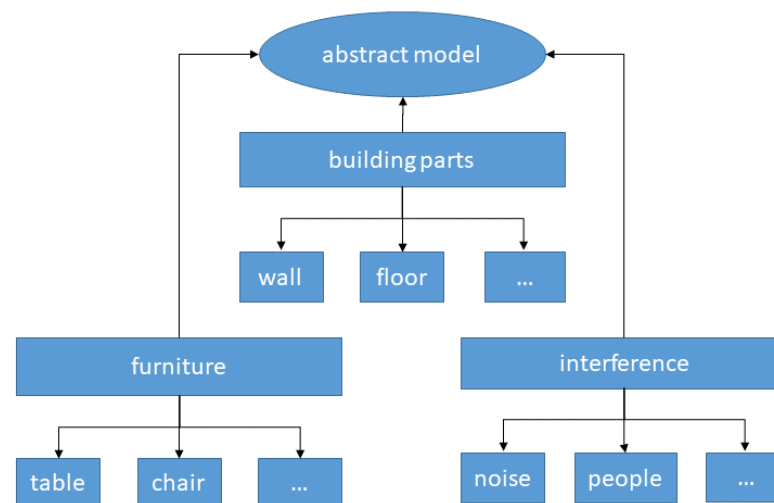 abstract model
building parts
wall
floor
...
furniture
interference
table
chair
...
noise
people
...